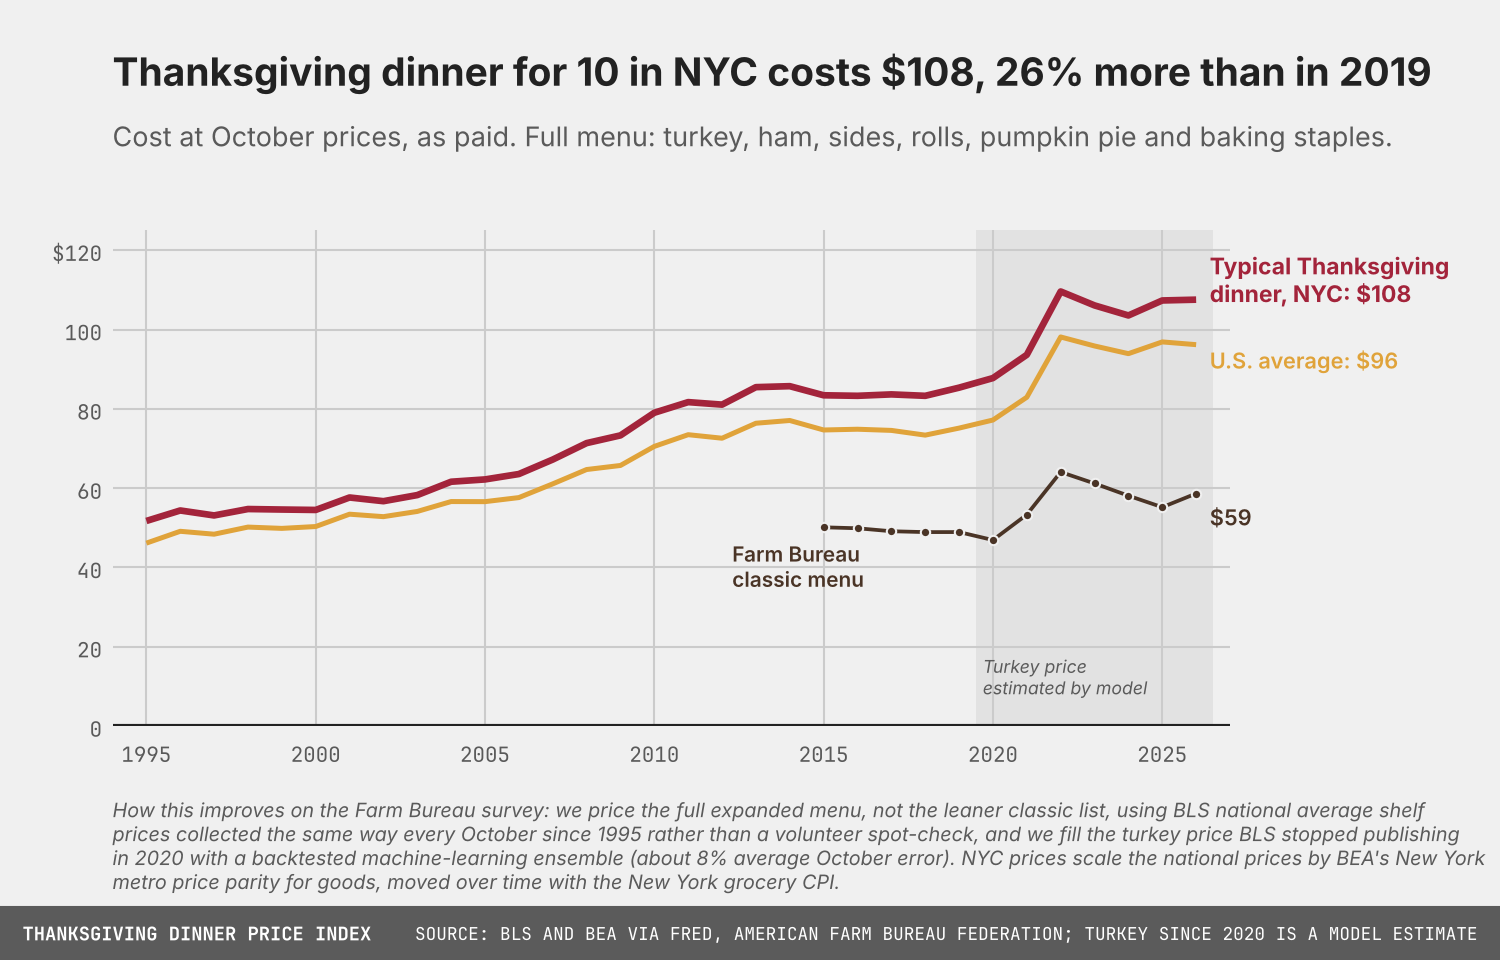 Thanksgiving dinner for 10 in NYC costs $108, 26% more than in 2019
Cost at October prices, as paid. Full menu: turkey, ham, sides, rolls, pumpkin pie and baking staples.
$120
100
80
60
40
20
0
Typical Thanksgiving
dinner, NYC: $108
U.S. average: $96
$59
Farm Bureau
classic menu
Turkey price
estimated by model
1995
2000
2005
2010
2015
2020
2025
How this improves on the Farm Bureau survey: we price the full expanded menu, not the leaner classic list, using BLS national average shelf
prices collected the same way every October since 1995 rather than a volunteer spot-check, and we fill the turkey price BLS stopped publishing
in 2020 with a backtested machine-learning ensemble (about 8% average October error). NYC prices scale the national prices by BEA's New York
metro price parity for goods, moved over time with the New York grocery CPI.
THANKSGIVING DINNER PRICE INDEX
SOURCE: BLS AND BEA VIA FRED, AMERICAN FARM BUREAU FEDERATION; TURKEY SINCE 2020 IS A MODEL ESTIMATE